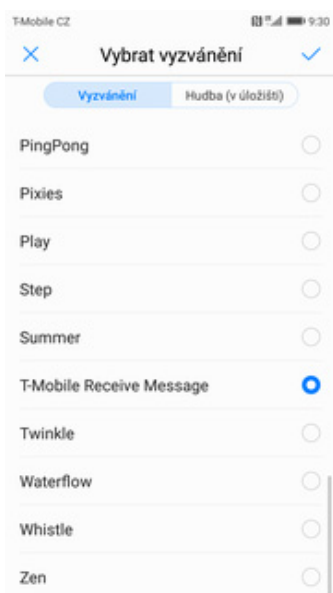 T-Mobile CZ 9:30
Vybrat vyzvánění
Vyzvánění Hudba (v úložišti)
PingPong
Pixies
Play
Step
Summer
T-Mobile Receive Message
Twinkle
Waterflow
Whistle
Zen